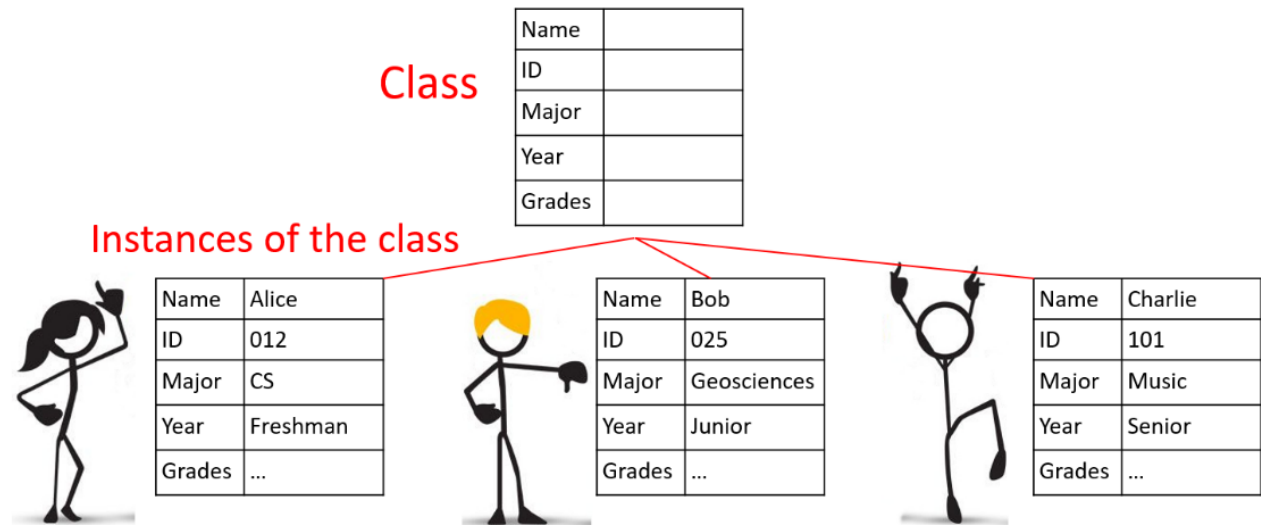 Class
Name
ID
Major
Year
Grades
Instances of the class
Name Alice
ID 012
Major CS
Year Freshman
Grades ...
Name Bob
ID 025
Major Geosciences
Year Junior
Grades ...
Name Charlie
ID 101
Major Music
Year Senior
Grades ...